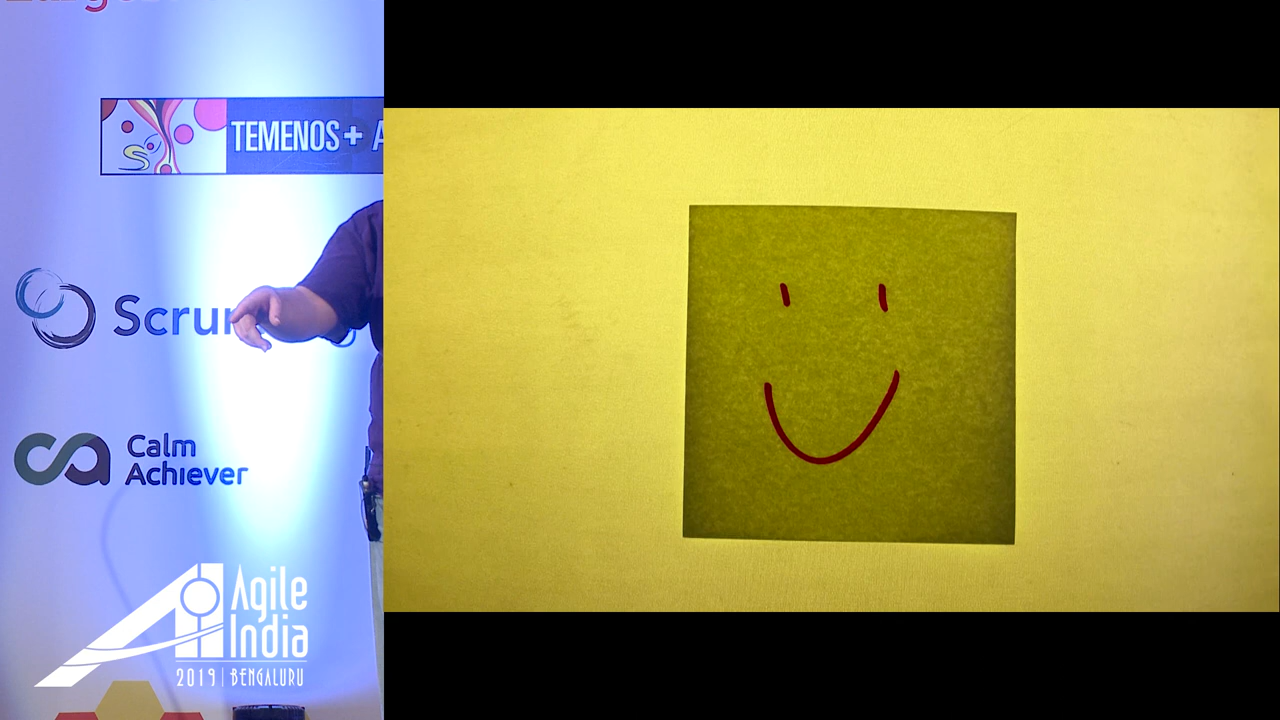 TEMENOS+ A
Scrum
Calm
Achiever
Agile
India
2019 | BENGALURU